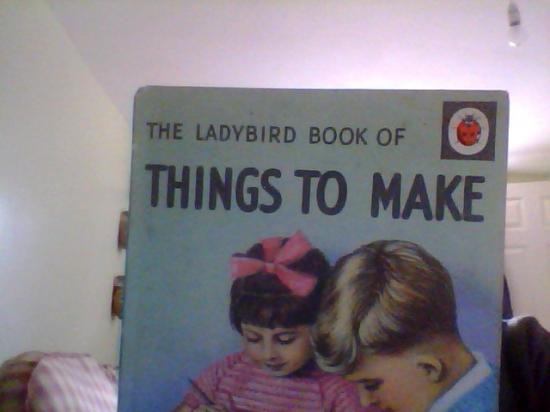 THE LADYBIRD BOOK OF
THINGS TO MAKE